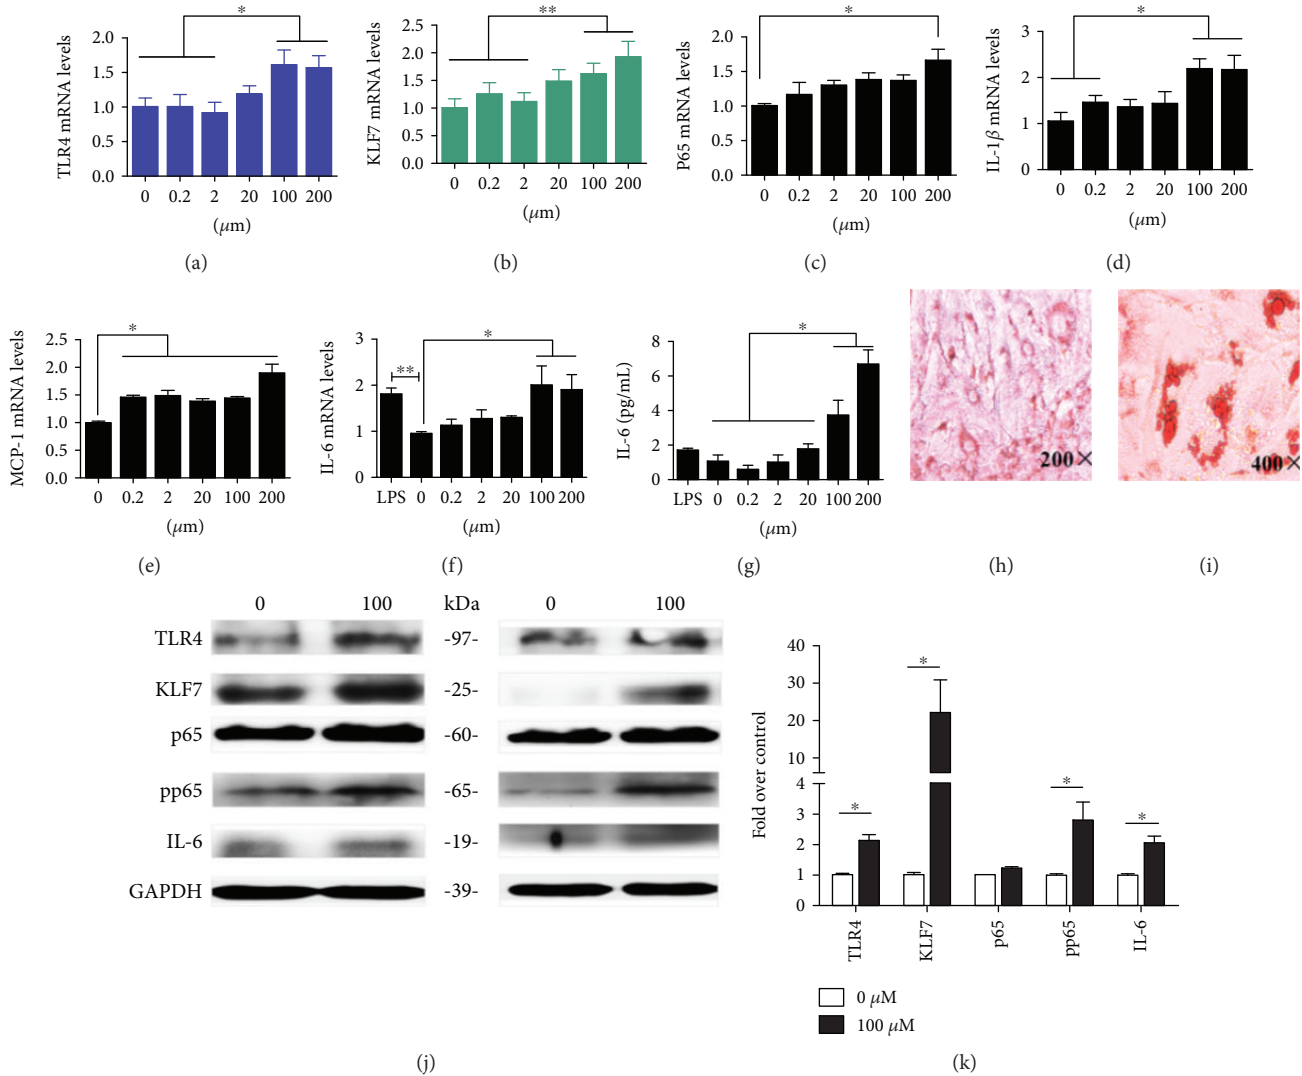 TLR4 mRNA levels
2.0
1.5
1.0
0.5
0.0
*
0 0.2 2 20 100 200
(μm)
(a)
KLF7 mRNA levels
2.5
2.0
1.5
1.0
0.5
0.0
**
0 0.2 2 20 100 200
(μm)
(b)
P65 mRNA levels
2.0
1.5
1.0
0.5
0.0
*
0 0.2 2 20 100 200
(μm)
(c)
IL-1β mRNA levels
3
2
1
0
*
0 0.2 2 20 100 200
(μm)
(d)
MCP-1 mRNA levels
2.5
2.0
1.5
1.0
0.5
0.0
*
0 0.2 2 20 100 200
(μm)
(e)
IL-6 mRNA levels
3
2
1
0
**
*
LPS 0 0.2 2 20 100 200
(μm)
(f)
IL-6 (pg/mL)
8
6
4
2
0
*
LPS 0 0.2 2 20 100 200
(μm)
(g)
200×
(h)
400×
(i)
0 100 kDa 0 100
TLR4 -97-
KLF7 -25-
p65 -60-
pp65 -65-
IL-6 -19-
GAPDH -39-
(j)
Fold over control
40
30
20
10
4
3
2
1
0
* * * *
TLR4 KLF7 p65 pp65 IL-6
0 μM
100 μM
(k)